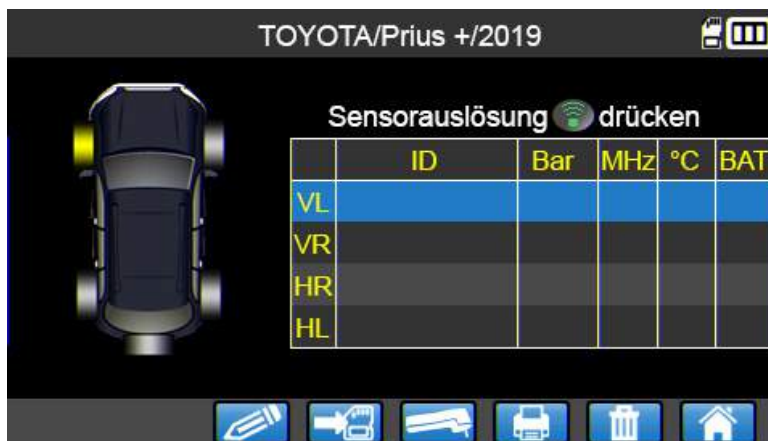 TOYOTA/Prius +/2019
Sensorauslösung drücken
ID Bar MHz °C BAT
VL
VR
HR
HL